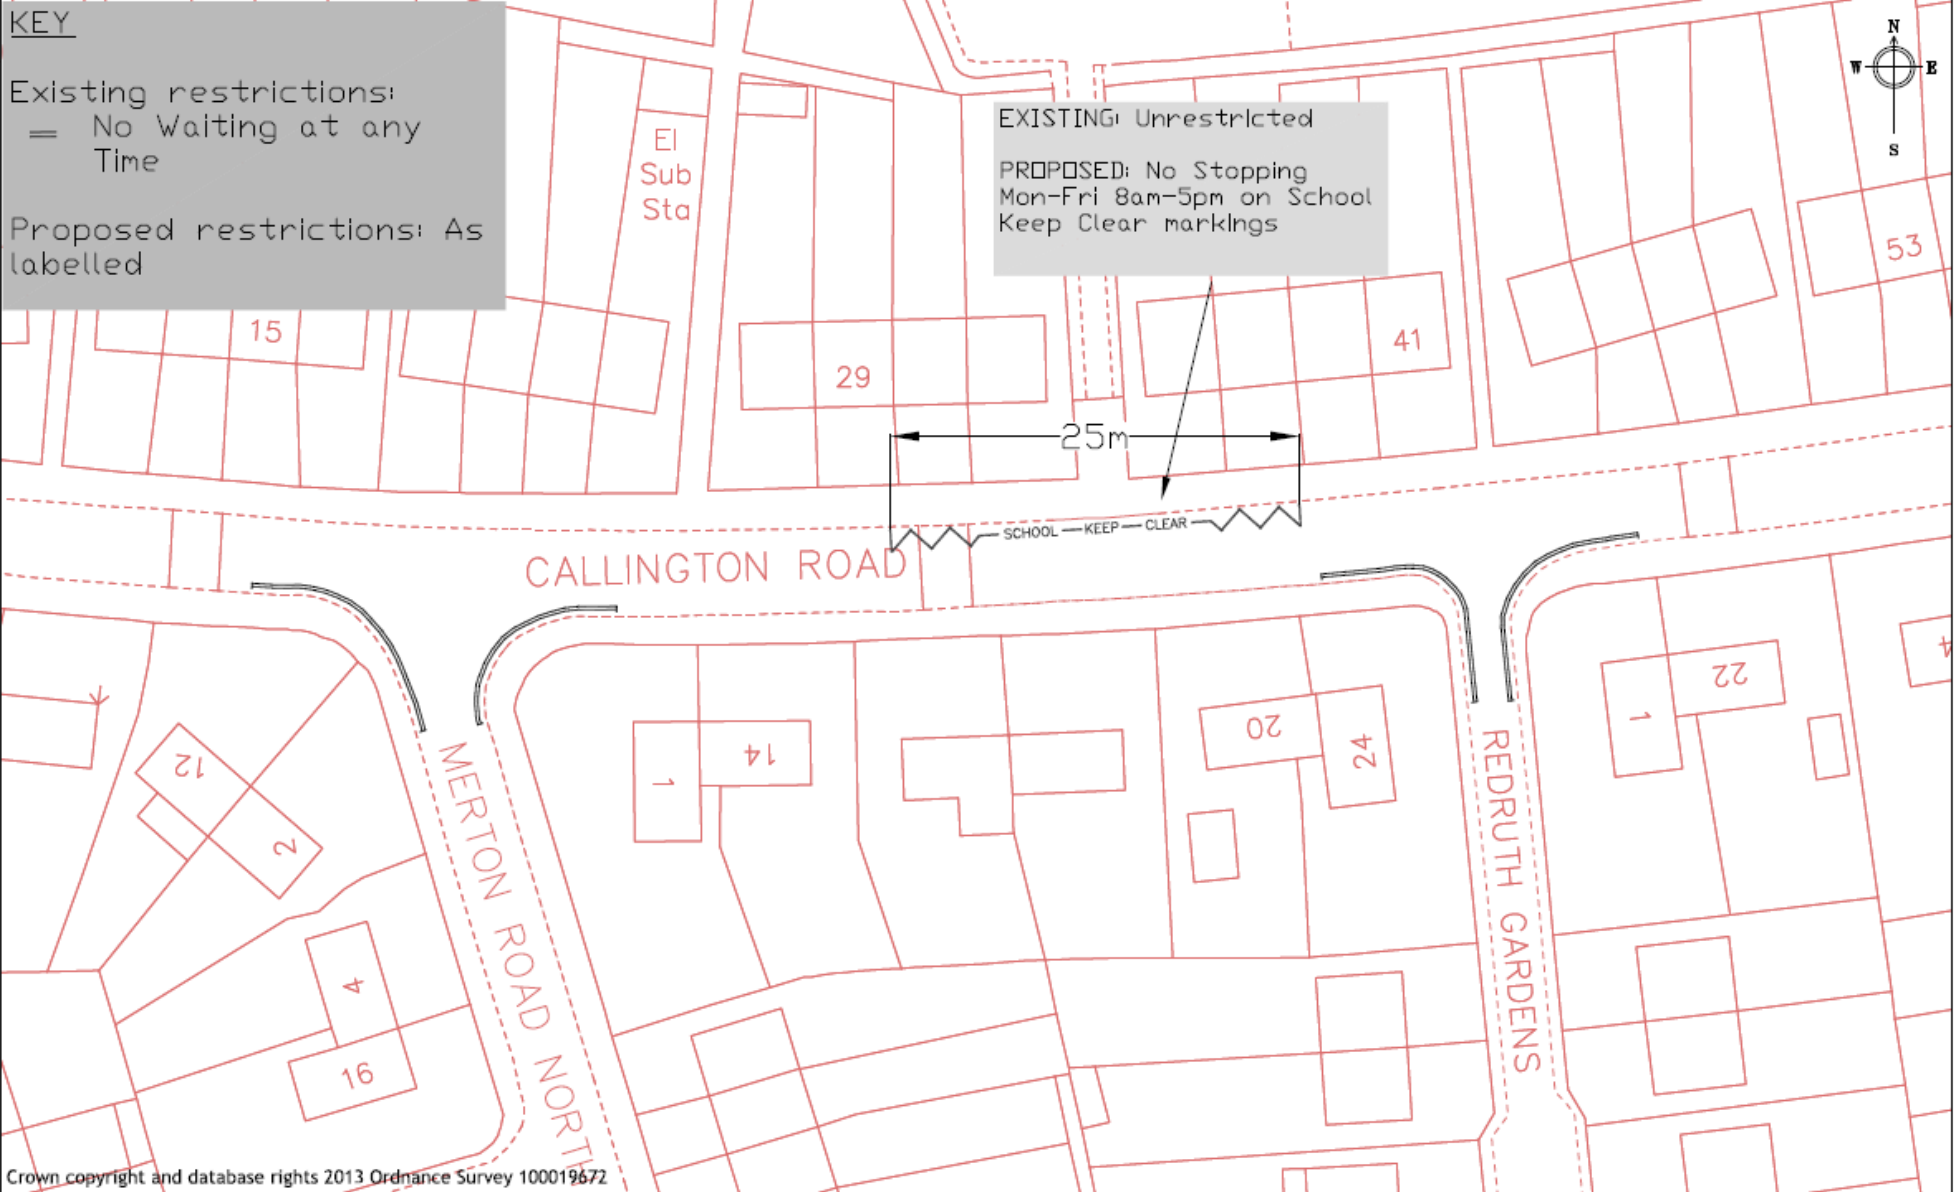 KEY
Existing restrictions:
= No Waiting at any
Time
Proposed restrictions: As
labelled
EXISTING: Unrestricted
PROPOSED: No Stopping
Mon-Fri 8am-5pm on School
Keep Clear markings
N
W E
S
El
Sub
Sta
15
29
41
53
25m
SCHOOL KEEP CLEAR
CALLINGTON ROAD
MERTON ROAD NORTH
REDRUTH GARDENS
12
2
4
16
1
14
20
24
1
22
4
Crown copyright and database rights 2013 Ordnance Survey 100019672